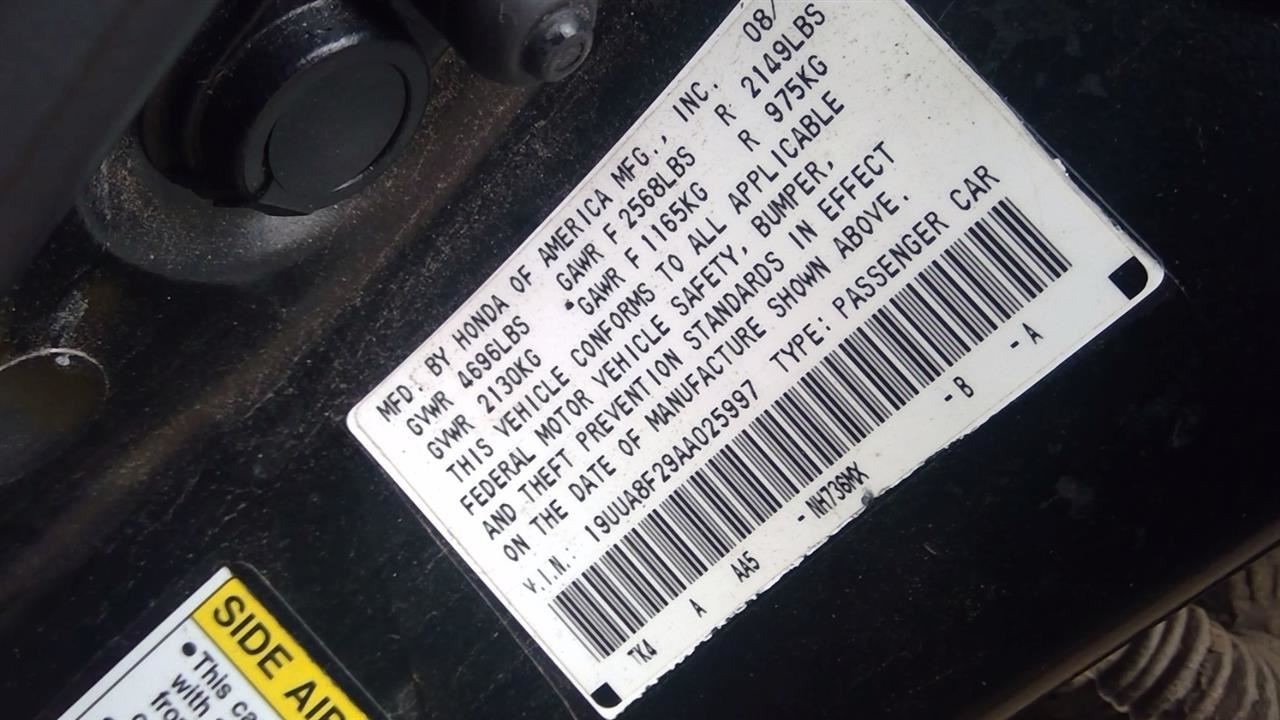 MFD. BY HONDA OF AMERICA MFG., INC. 08/
GVWR 4696LBS GAWR F 2568LBS R 2149LBS
GVWR 2130KG GAWR F 1165KG R 975KG
THIS VEHICLE CONFORMS TO ALL APPLICABLE
FEDERAL MOTOR VEHICLE SAFETY, BUMPER,
AND THEFT PREVENTION STANDARDS IN EFFECT
ON THE DATE OF MANUFACTURE SHOWN ABOVE.
V.I.N.: 19UUA8F29AA025997 TYPE: PASSENGER CAR
TK4 A AA5 -NH736MX -B -A
SIDE AIR
•This ca
with
fro